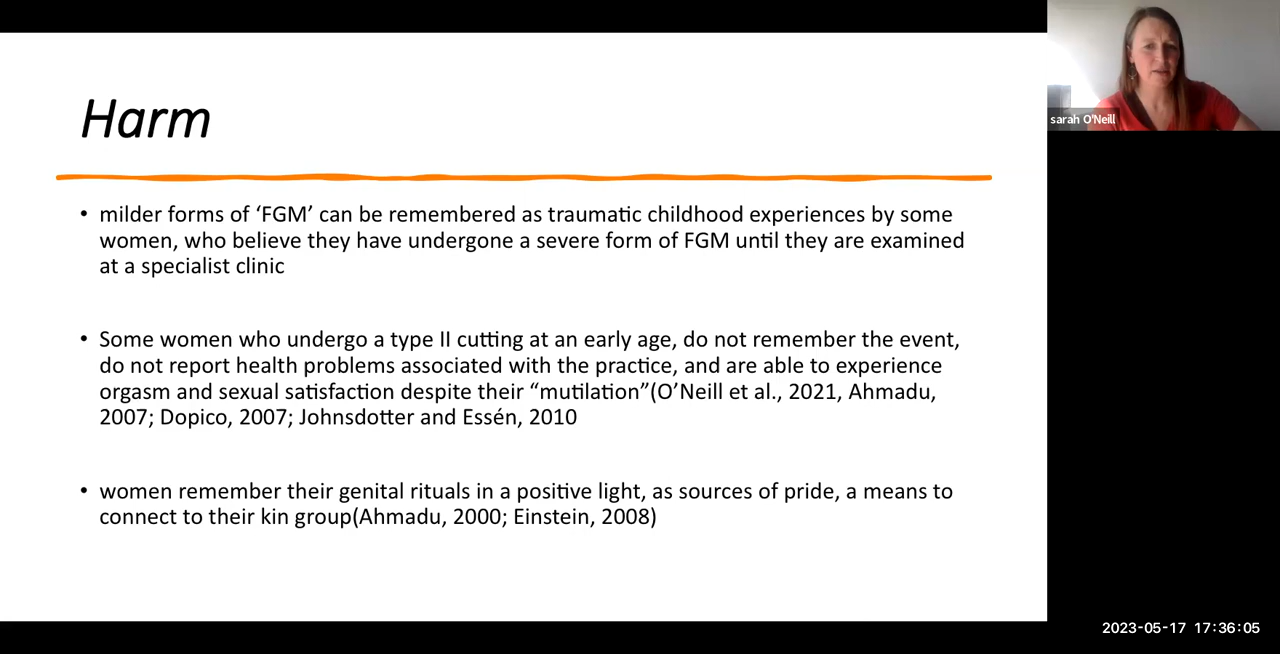 Harm
• milder forms of ‘FGM’ can be remembered as traumatic childhood experiences by some
women, who believe they have undergone a severe form of FGM until they are examined
at a specialist clinic
• Some women who undergo a type II cutting at an early age, do not remember the event,
do not report health problems associated with the practice, and are able to experience
orgasm and sexual satisfaction despite their “mutilation”(O’Neill et al., 2021, Ahmadu,
2007; Dopico, 2007; Johnsdotter and Essén, 2010
• women remember their genital rituals in a positive light, as sources of pride, a means to
connect to their kin group(Ahmadu, 2000; Einstein, 2008)
sarah O'Neill
2023-05-17 17:36:05